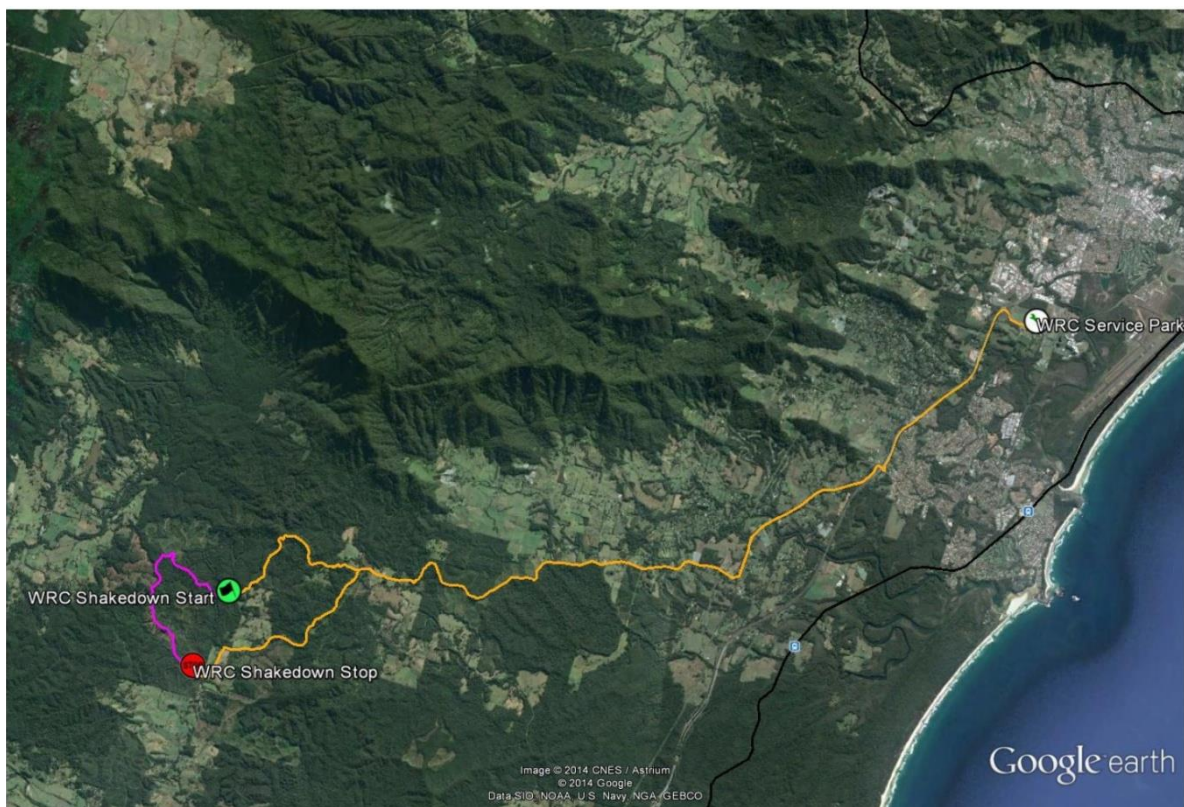 WRC Service Park
WRC Shakedown Start
WRC Shakedown Stop
Image © 2014 CNES / Astrium
© 2014 Google
Data SIO, NOAA, U.S. Navy, NGA, GEBCO
Google earth